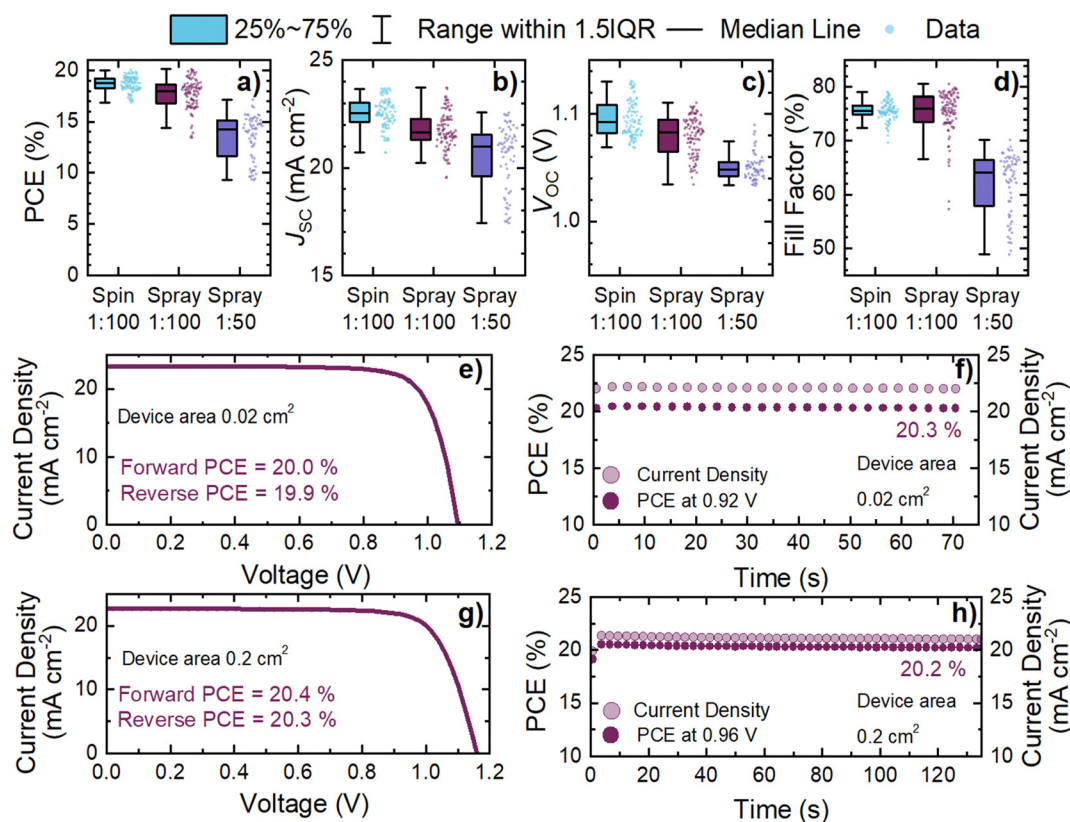 25%~75% Range within 1.5IQR Median Line Data
a)
PCE (%)
20
15
10
5
0
Spin Spray Spray
1:100 1:100 1:50
b)
JSC (mA cm-2)
25
20
15
Spin Spray Spray
1:100 1:100 1:50
c)
VOC (V)
1.1
1.0
Spin Spray Spray
1:100 1:100 1:50
d)
Fill Factor (%)
80
70
60
50
Spin Spray Spray
1:100 1:100 1:50
e)
Current Density
(mA cm-2)
20
10
0
Device area 0.02 cm2
Forward PCE = 20.0 %
Reverse PCE = 19.9 %
0.0 0.2 0.4 0.6 0.8 1.0 1.2
Voltage (V)
f)
PCE (%)
25
20
15
10
20.3 %
Current Density
PCE at 0.92 V
Device area
0.02 cm2
25
20
15
10
Current Density
(mA cm-2)
0 10 20 30 40 50 60 70 80
Time (s)
g)
Current Density
(mA cm-2)
20
10
0
Device area 0.2 cm2
Forward PCE = 20.4 %
Reverse PCE = 20.3 %
0.0 0.2 0.4 0.6 0.8 1.0 1.2
Voltage (V)
h)
PCE (%)
25
20
15
10
20.2 %
Current Density
PCE at 0.96 V
Device area
0.2 cm2
25
20
15
10
Current Density
(mA cm-2)
0 20 40 60 80 100 120
Time (s)